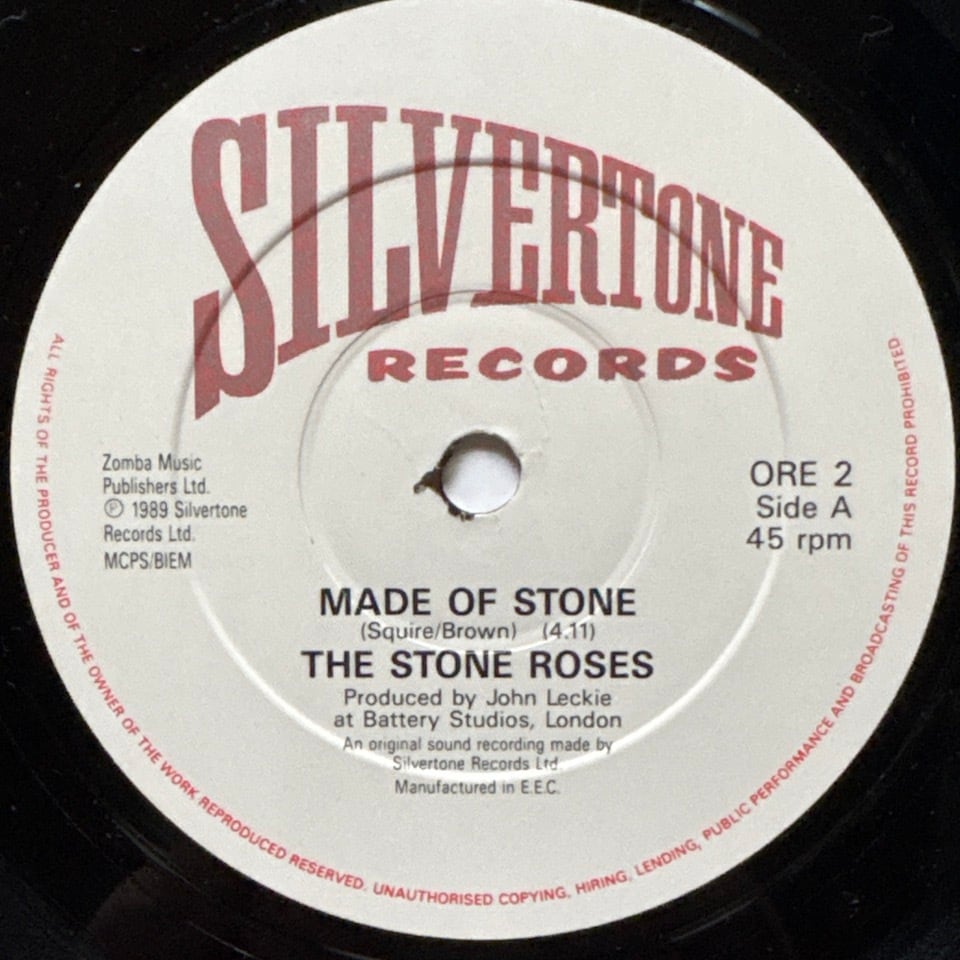 SILVERTONE
RECORDS
Zomba Music
Publishers Ltd.
℗ 1989 Silvertone
Records Ltd.
MCPS/BIEM
ORE 2
Side A
45 rpm
MADE OF STONE
(Squire/Brown) (4.11)
THE STONE ROSES
Produced by John Leckie
at Battery Studios, London
An original sound recording made by
Silvertone Records Ltd.
Manufactured in E.E.C.
ALL RIGHTS OF THE PRODUCER AND OF THE OWNER OF THE WORK REPRODUCED RESERVED. UNAUTHORISED COPYING, HIRING, LENDING, PUBLIC PERFORMANCE AND BROADCASTING OF THIS RECORD PROHIBITED